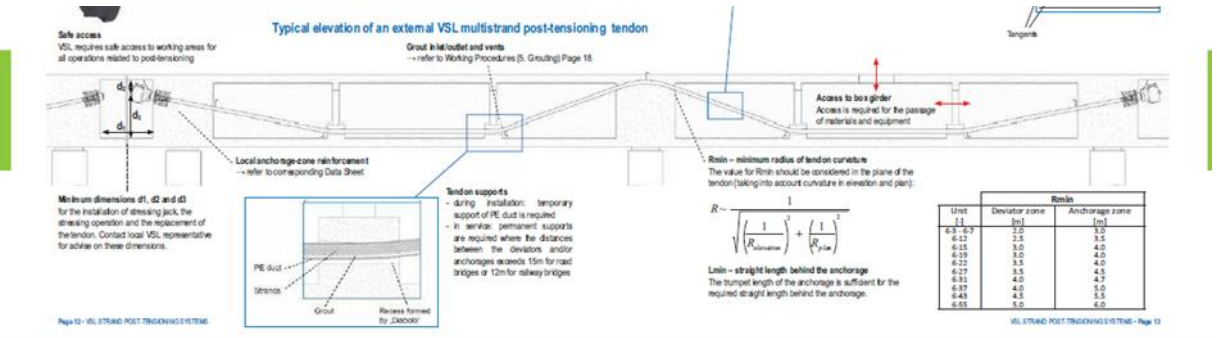 Typical elevation of an external VSL multistrand post-tensioning tendon
Safe access
VSL requires safe access to working areas for
all operations related to post-tensioning
Grout inlet/outlet and vents
→ refer to Working Procedures (5. Grouting) Page 18
Tangents
d2
d3
d1
Access to box girder
Access is required for the passage
of materials and equipment
Local anchorage-zone reinforcement
→ refer to corresponding Data Sheet
Minimum dimensions d1, d2 and d3
for the installation of stressing jack, the
stressing operation and the replacement of
the tendon. Contact local VSL representative
for advise on these dimensions.
PE duct
Strands
Grout
Recess formed
by „Diabolo"
Tendon supports
- during installation: temporary
support of PE duct is required
- in service: permanent supports
are required where the distances
between the deviators and/or
anchorages exceeds 15m for road
bridges or 12m for railway bridges
Rmin – minimum radius of tendon curvature
The value for Rmin should be considered in the plane of the
tendon (taking into account curvature in elevation and plan):
R ~ 1 / √((1/R elevation)² + (1/R plan)²)
Lmin – straight length behind the anchorage
The trumpet length of the anchorage is sufficient for the
required straight length behind the anchorage.
Rmin
Unit Deviator zone Anchorage zone
[-] [m] [m]
6-3 - 6-7 2.0 3.0
6-12 2.5 3.5
6-15 3.0 4.0
6-19 3.0 4.0
6-22 3.5 4.0
6-27 3.5 4.5
6-31 4.0 4.7
6-37 4.0 5.0
6-43 4.5 5.5
6-55 5.0 6.0
Page 12 - VSL STRAND POST-TENSIONING SYSTEMS
VSL STRAND POST-TENSIONING SYSTEMS - Page 13